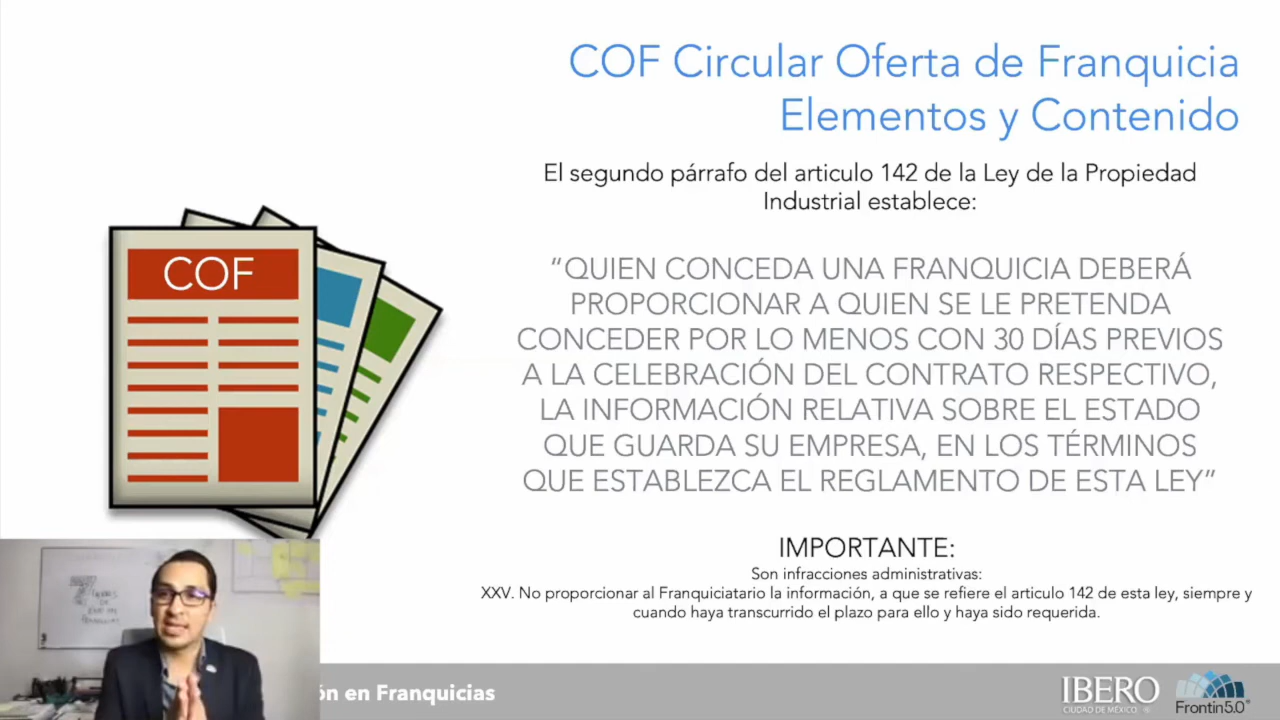 COF Circular Oferta de Franquicia
Elementos y Contenido
El segundo párrafo del articulo 142 de la Ley de la Propiedad
Industrial establece:
COF
“QUIEN CONCEDA UNA FRANQUICIA DEBERÁ
PROPORCIONAR A QUIEN SE LE PRETENDA
CONCEDER POR LO MENOS CON 30 DÍAS PREVIOS
A LA CELEBRACIÓN DEL CONTRATO RESPECTIVO,
LA INFORMACIÓN RELATIVA SOBRE EL ESTADO
QUE GUARDA SU EMPRESA, EN LOS TÉRMINOS
QUE ESTABLEZCA EL REGLAMENTO DE ESTA LEY”
IMPORTANTE:
Son infracciones administrativas:
XXV. No proporcionar al Franquiciatario la información, a que se refiere el articulo 142 de esta ley, siempre y
cuando haya transcurrido el plazo para ello y haya sido requerida.
ón en Franquicias
IBERO
CIUDAD DE MÉXICO
Frontin5.0®